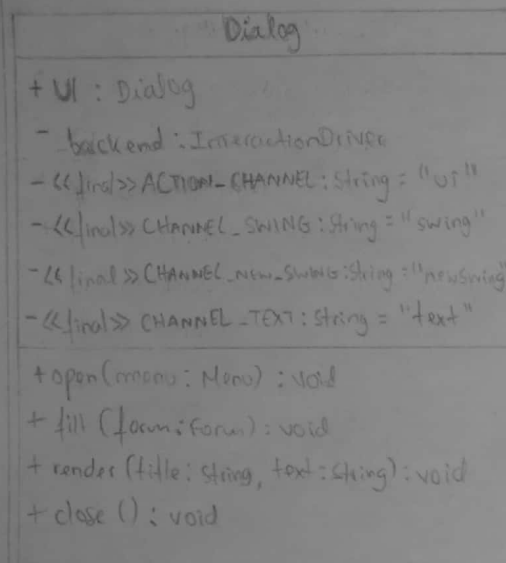 Dialog
+ UI : Dialog
- backend : InteractionDriver
- <<final>> ACTION_CHANNEL : String = "ui"
- <<final>> CHANNEL_SWING : String = "swing"
- <<final>> CHANNEL_NEW_SWING : String = "newSwing"
- <<final>> CHANNEL_TEXT : String = "text"
+ open (menu : Menu) : void
+ fill (form : Form) : void
+ render (title : String, text : String) : void
+ close () : void